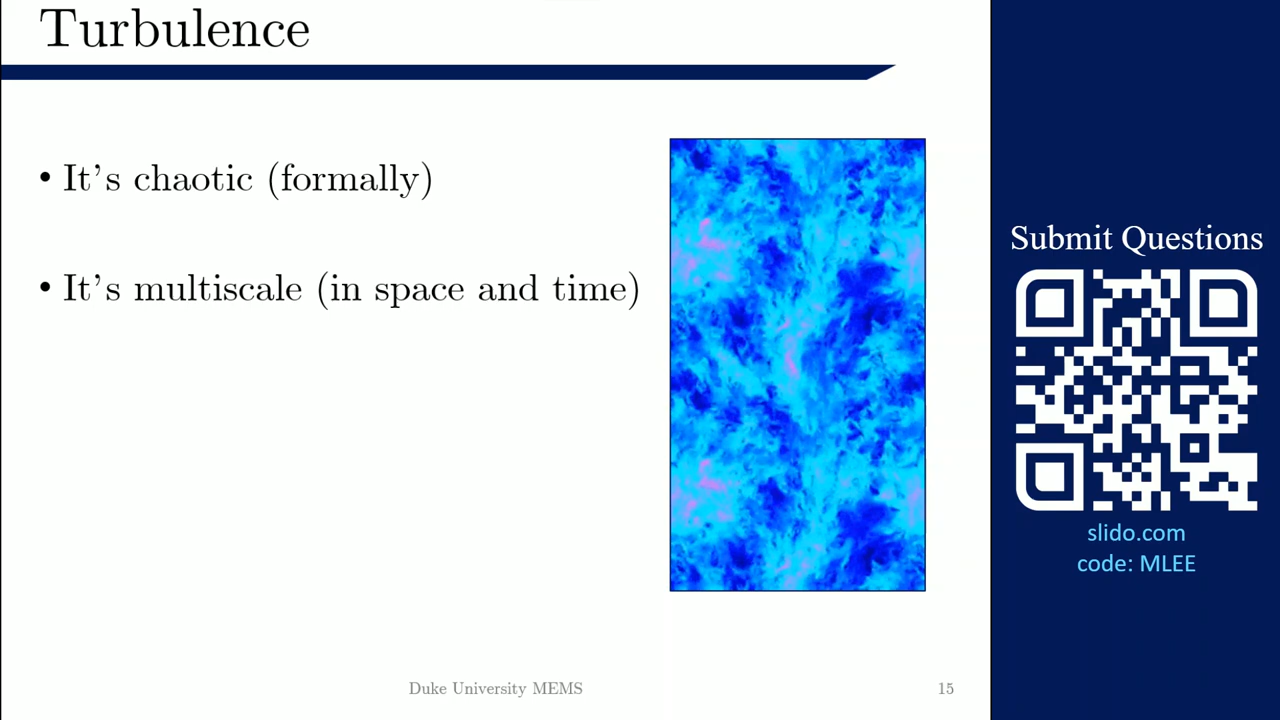 Turbulence
• It's chaotic (formally)
• It's multiscale (in space and time)
Submit Questions
slido.com
code: MLEE
Duke University MEMS
15